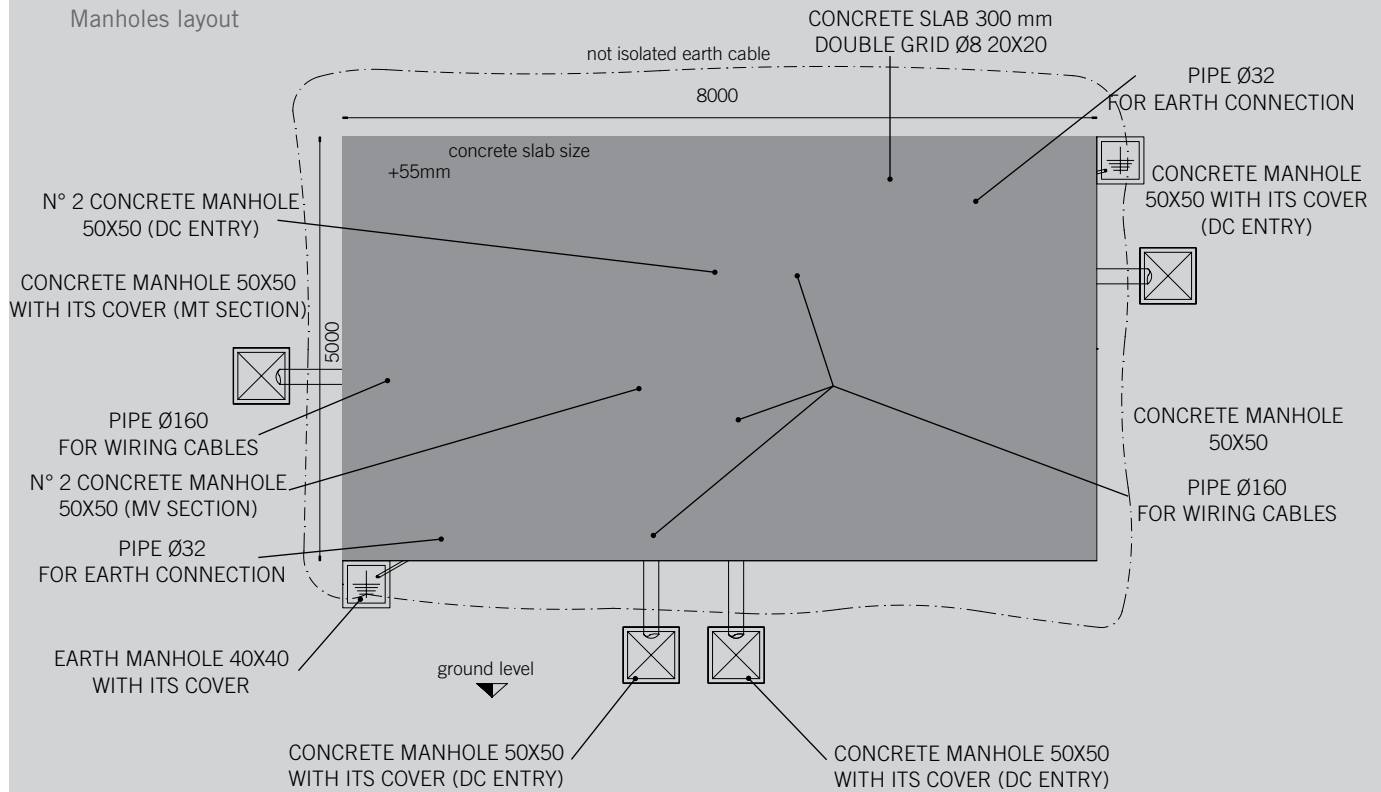 Manholes layout
CONCRETE SLAB 300 mm
DOUBLE GRID Ø8 20X20
not isolated earth cable
PIPE Ø32
FOR EARTH CONNECTION
8000
concrete slab size
+55mm
CONCRETE MANHOLE
50X50 WITH ITS COVER
(DC ENTRY)
N° 2 CONCRETE MANHOLE
50X50 (DC ENTRY)
CONCRETE MANHOLE 50X50
WITH ITS COVER (MT SECTION)
5000
PIPE Ø160
FOR WIRING CABLES
CONCRETE MANHOLE
50X50
N° 2 CONCRETE MANHOLE
50X50 (MV SECTION)
PIPE Ø160
FOR WIRING CABLES
PIPE Ø32
FOR EARTH CONNECTION
EARTH MANHOLE 40X40
WITH ITS COVER
ground level
CONCRETE MANHOLE 50X50
WITH ITS COVER (DC ENTRY)
CONCRETE MANHOLE 50X50
WITH ITS COVER (DC ENTRY)